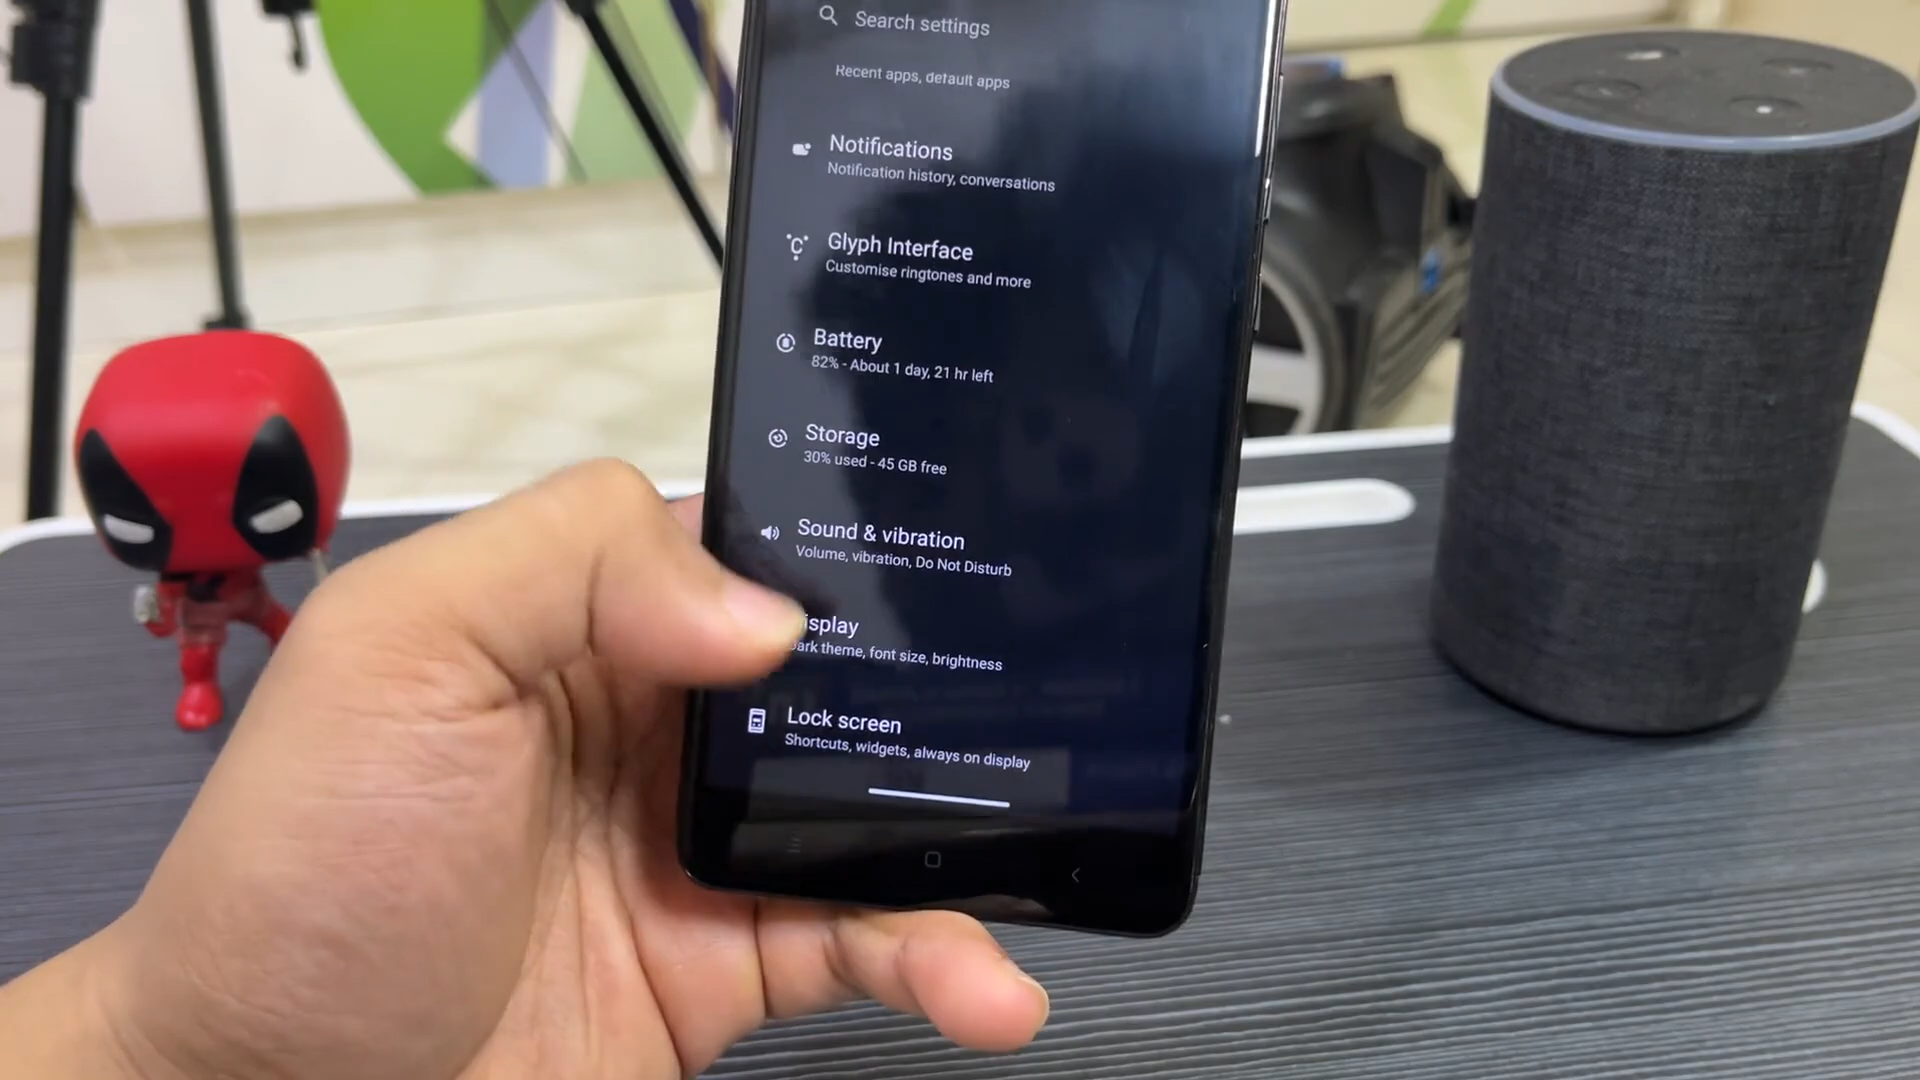 Search settings
Recent apps, default apps
Notifications
Notification history, conversations
Glyph Interface
Customise ringtones and more
Battery
82% - About 1 day, 21 hr left
Storage
30% used - 45 GB free
Sound & vibration
Volume, vibration, Do Not Disturb
isplay
ark theme, font size, brightness
Lock screen
Shortcuts, widgets, always on display